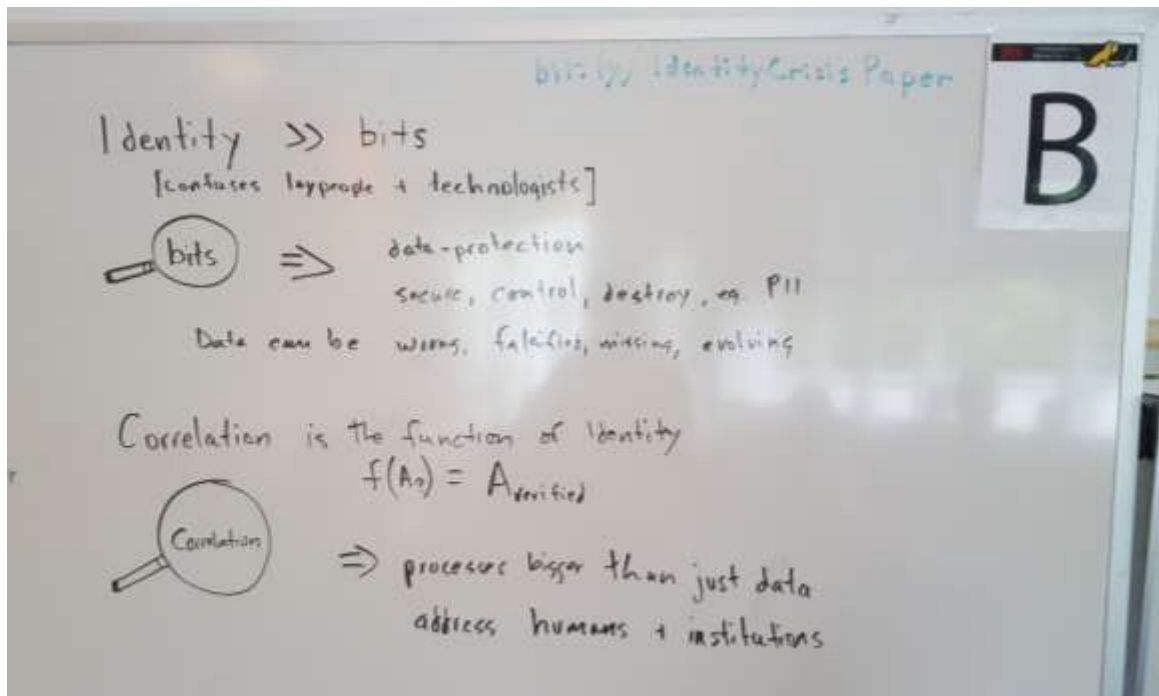 bit.ly/IdentityCrisisPaper
B
Identity >> bits
[confuses laypeople + technologists]
bits ⇒ data-protection
secure, control, destroy, eg. PII
Data can be wrong, falsified, missing, evolving
Correlation is the function of Identity
f(A?) = Averified
Correlation ⇒ processes bigger than just data
address humans + institutions